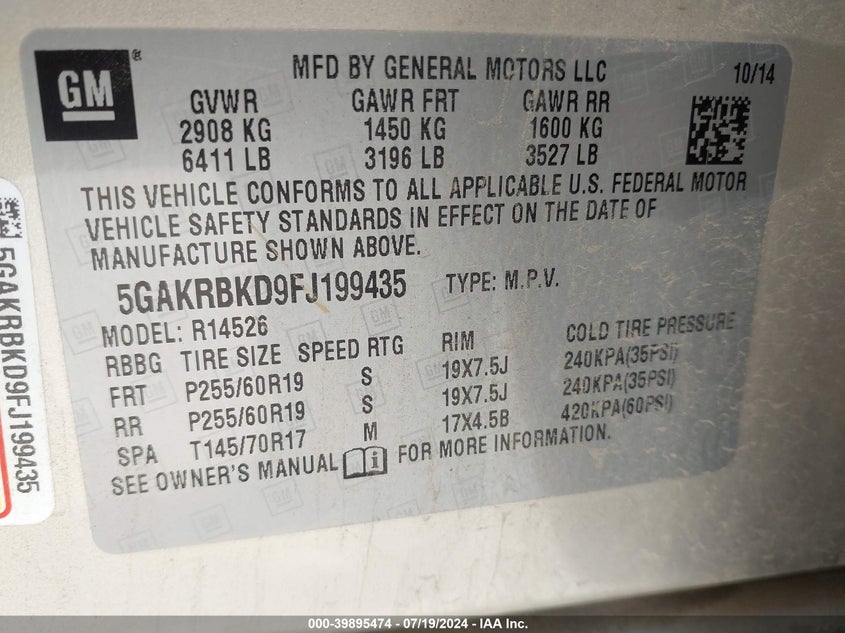 GM
MFD BY GENERAL MOTORS LLC 10/14
GVWR GAWR FRT GAWR RR
2908 KG 1450 KG 1600 KG
6411 LB 3196 LB 3527 LB
THIS VEHICLE CONFORMS TO ALL APPLICABLE U.S. FEDERAL MOTOR
VEHICLE SAFETY STANDARDS IN EFFECT ON THE DATE OF
MANUFACTURE SHOWN ABOVE.
5GAKRBKD9FJ199435 TYPE: M.P.V.
MODEL: R14526
RBBG TIRE SIZE SPEED RTG RIM COLD TIRE PRESSURE
FRT P255/60R19 S 19X7.5J 240KPA(35PSI)
RR P255/60R19 S 19X7.5J 240KPA(35PSI)
SPA T145/70R17 M 17X4.5B 420KPA(60PSI)
SEE OWNER'S MANUAL i FOR MORE INFORMATION.
5GAKRBKD9FJ199435
000-39895474 - 07/19/2024 - IAA Inc.